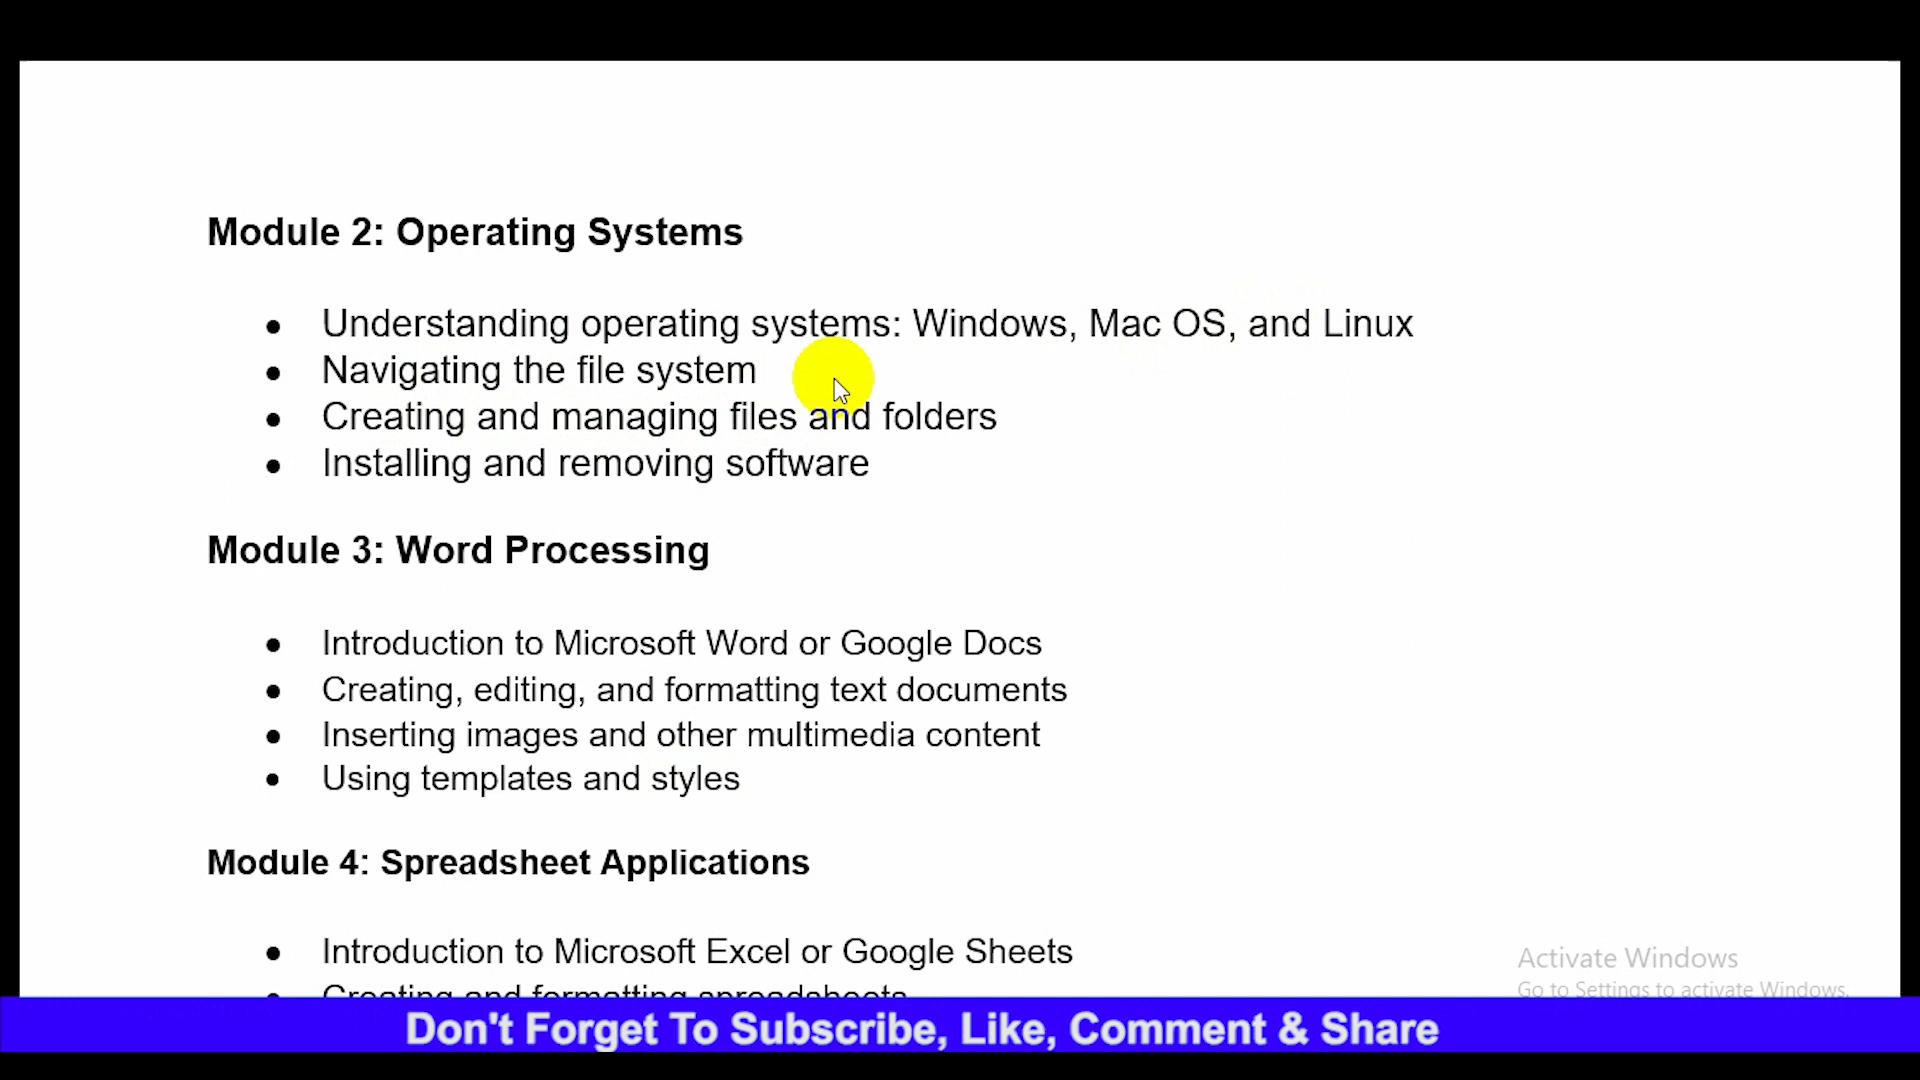 Module 2: Operating Systems
• Understanding operating systems: Windows, Mac OS, and Linux
• Navigating the file system
• Creating and managing files and folders
• Installing and removing software
Module 3: Word Processing
• Introduction to Microsoft Word or Google Docs
• Creating, editing, and formatting text documents
• Inserting images and other multimedia content
• Using templates and styles
Module 4: Spreadsheet Applications
• Introduction to Microsoft Excel or Google Sheets
• Creating and formatting spreadsheets
Activate Windows
Go to Settings to activate Windows.
Don't Forget To Subscribe, Like, Comment & Share